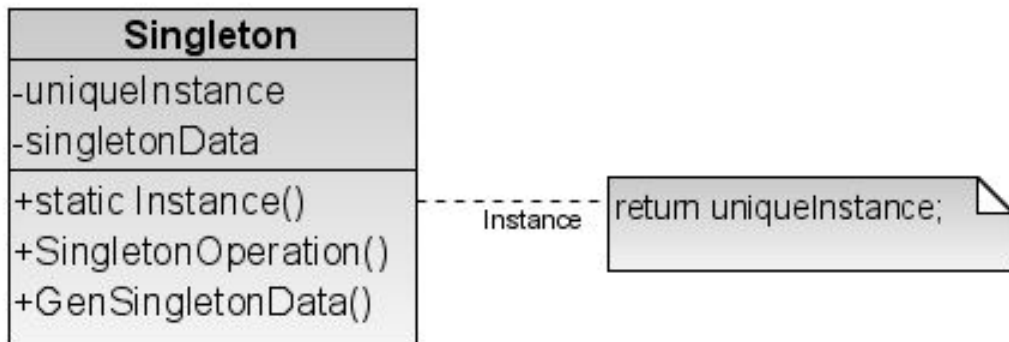 Singleton
-uniqueInstance
-singletonData
+static Instance()
+SingletonOperation()
+GenSingletonData()
Instance
return uniqueInstance;